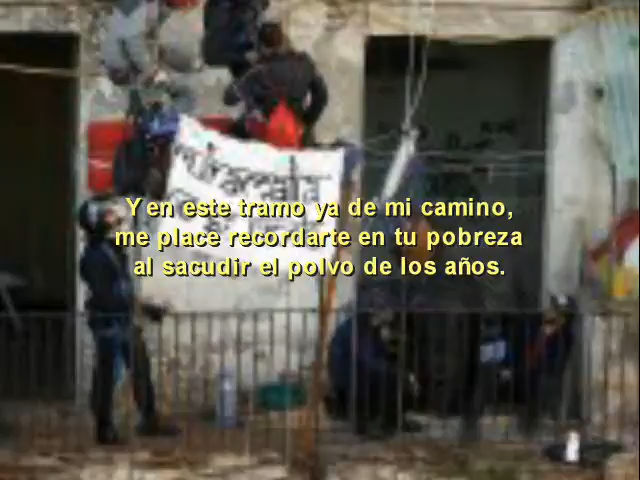 Y en este tramo ya de mi camino,
me place recordarte en tu pobreza
al sacudir el polvo de los años.